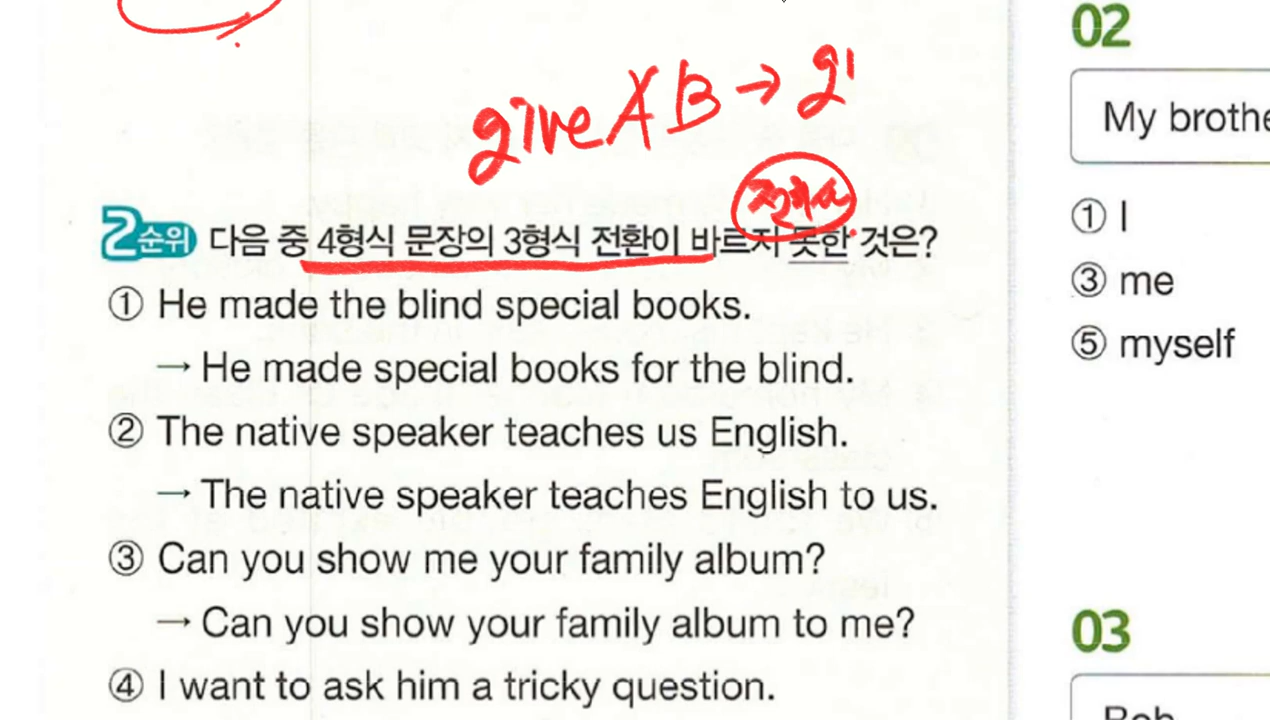 give A B → gi
전치사
2순위 다음 중 4형식 문장의 3형식 전환이 바르지 못한 것은?
① He made the blind special books.
→ He made special books for the blind.
② The native speaker teaches us English.
→ The native speaker teaches English to us.
③ Can you show me your family album?
→ Can you show your family album to me?
④ I want to ask him a tricky question.
02
My brothe
① I
③ me
⑤ myself
03
Bob